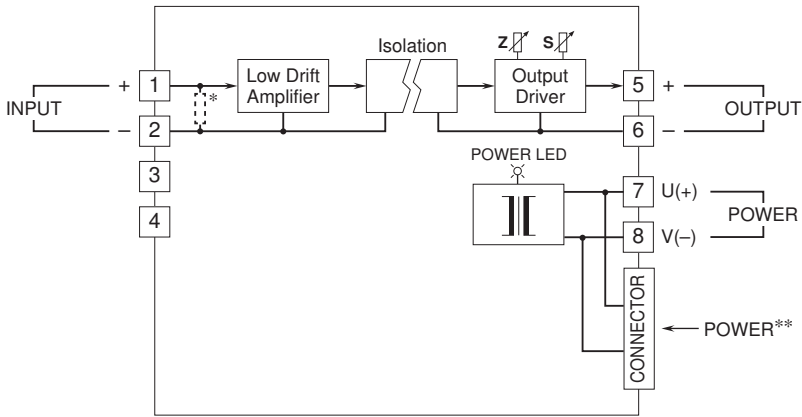 Isolation
Z S
+ 1 Low Drift Amplifier Output Driver 5 +
*
INPUT OUTPUT
– 2 6 –
POWER LED
3
7 U(+)
4
POWER
8 V(–)
CONNECTOR
POWER**